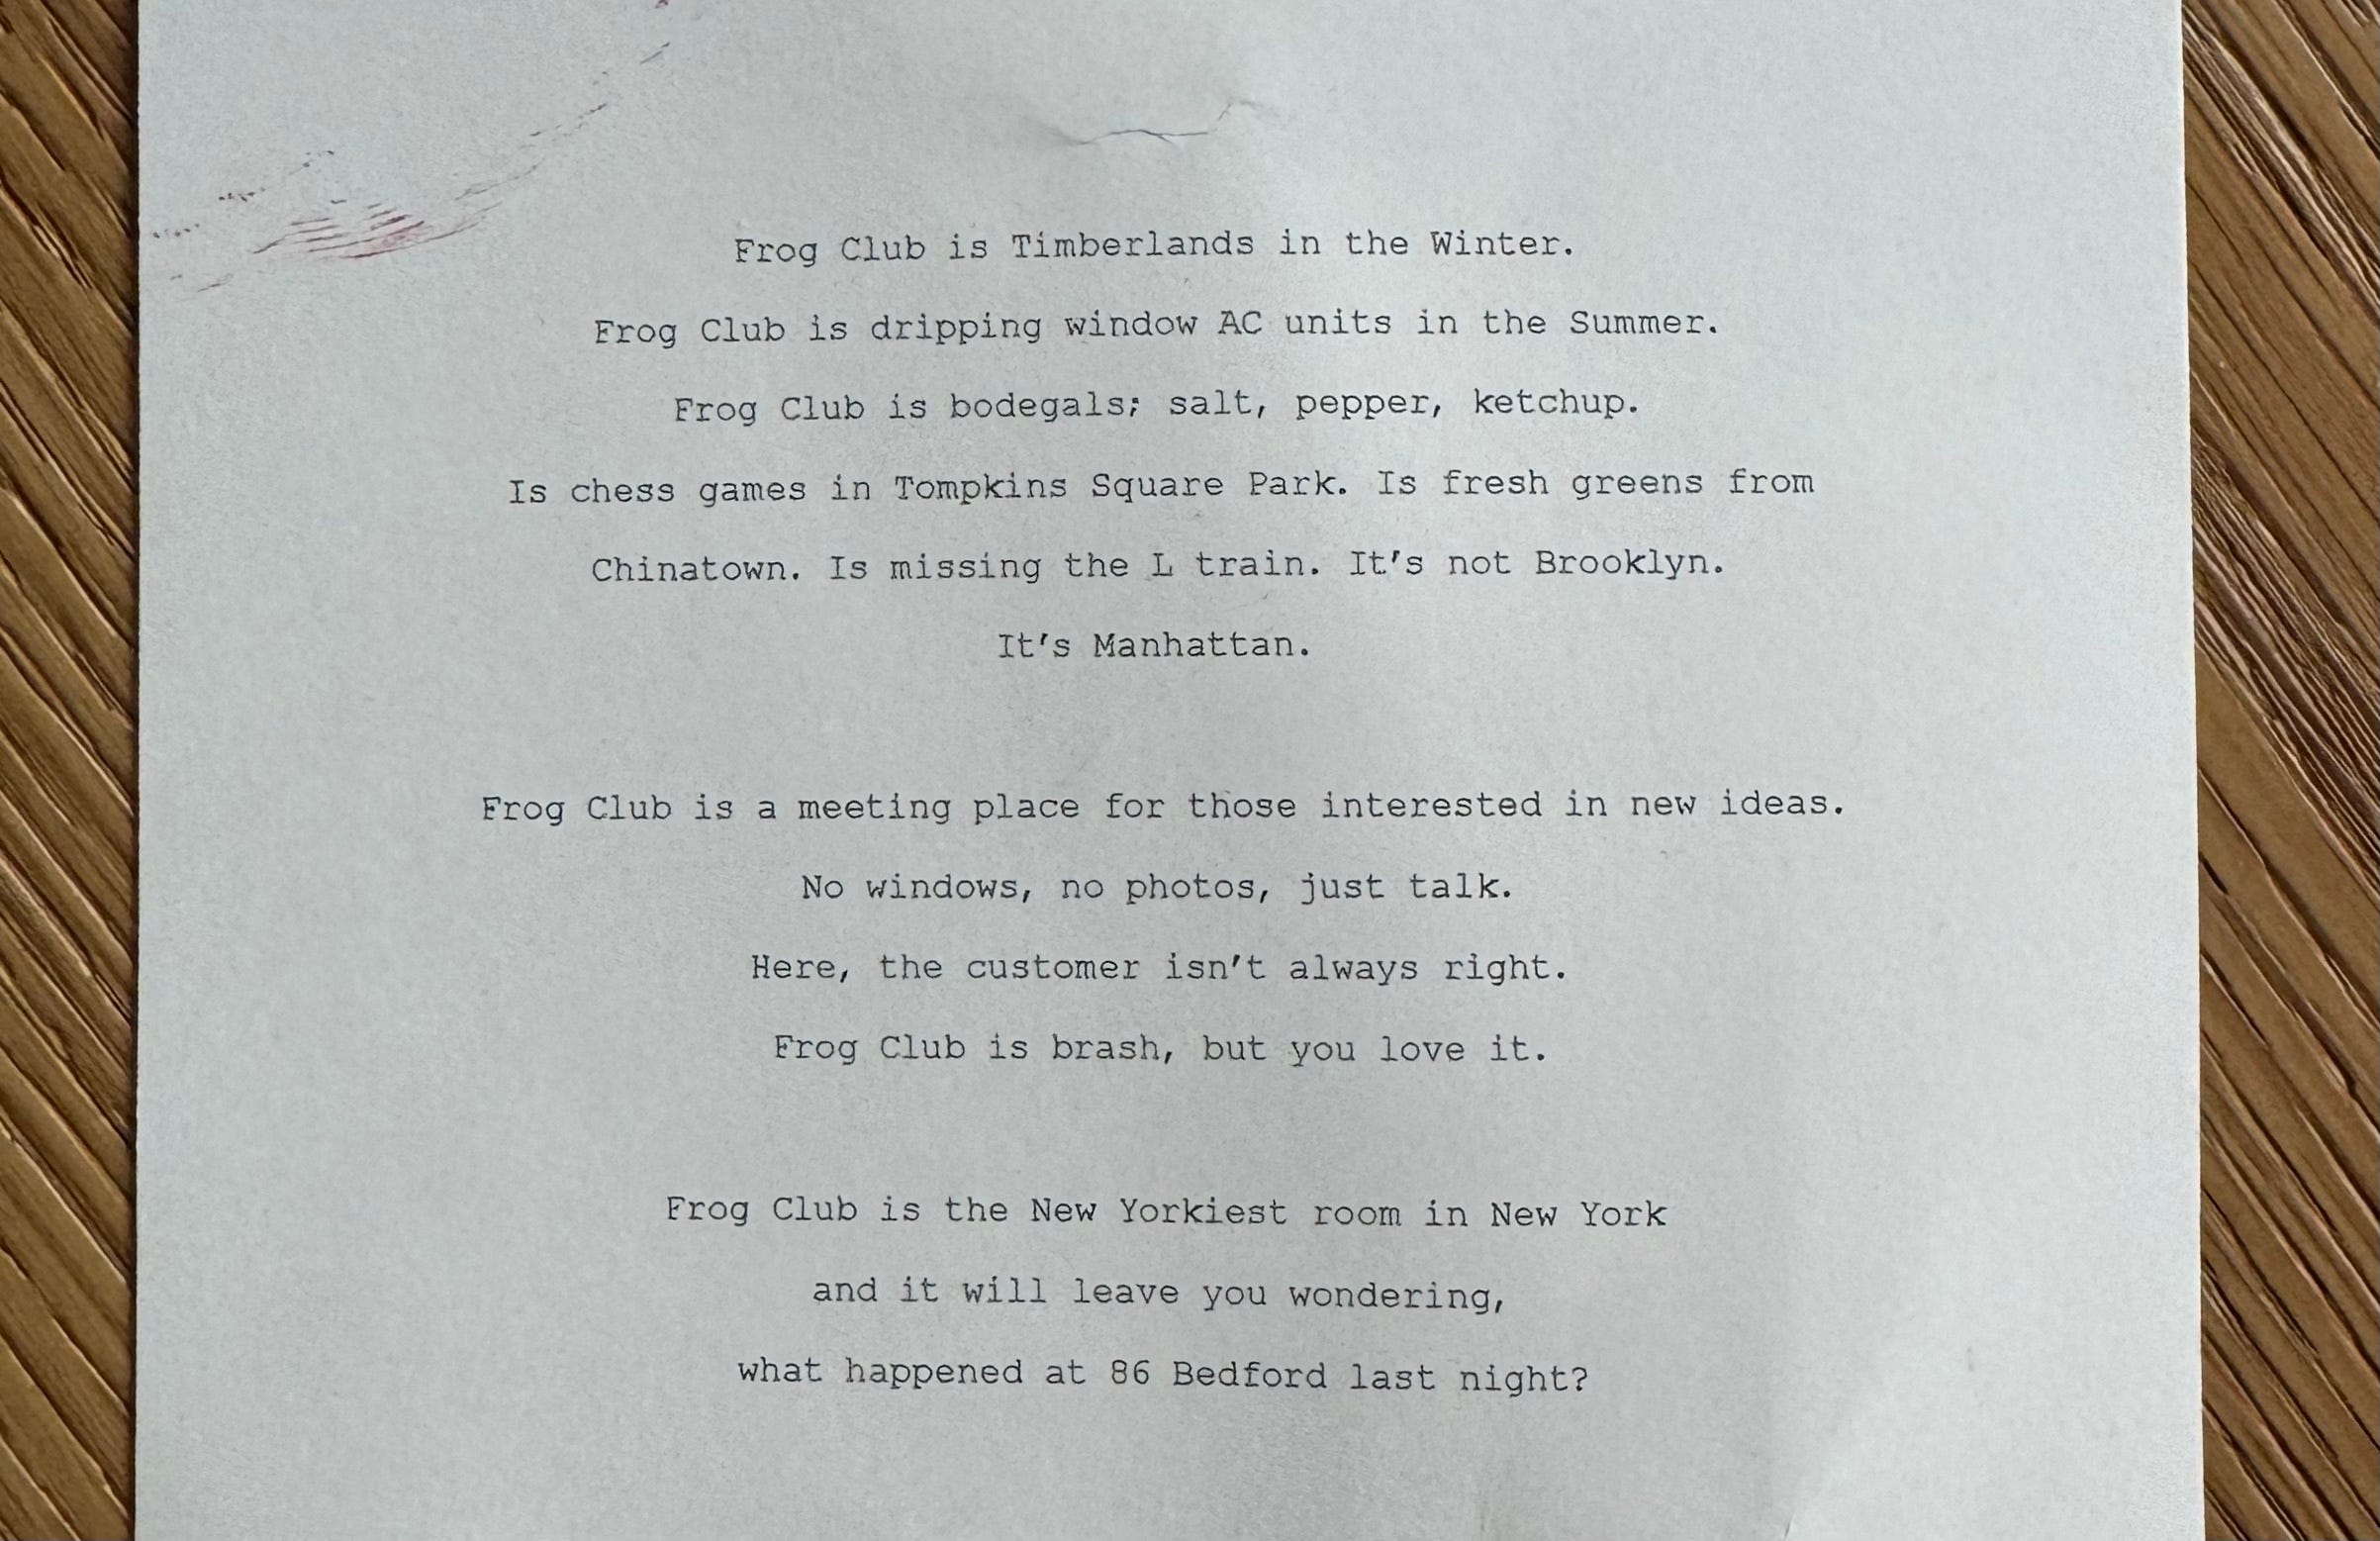 Frog Club is Timberlands in the Winter.
Frog Club is dripping window AC units in the Summer.
Frog Club is bodegals; salt, pepper, ketchup.
Is chess games in Tompkins Square Park. Is fresh greens from
Chinatown. Is missing the L train. It's not Brooklyn.
It's Manhattan.
Frog Club is a meeting place for those interested in new ideas.
No windows, no photos, just talk.
Here, the customer isn't always right.
Frog Club is brash, but you love it.
Frog Club is the New Yorkiest room in New York
and it will leave you wondering,
what happened at 86 Bedford last night?